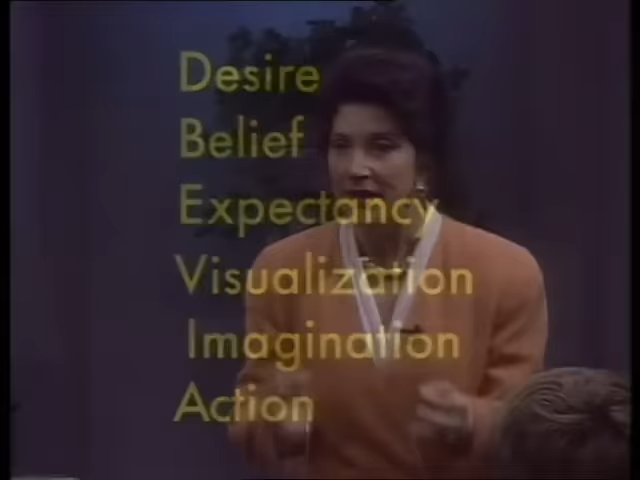 Desire
Belief
Expectancy
Visualization
Imagination
Action